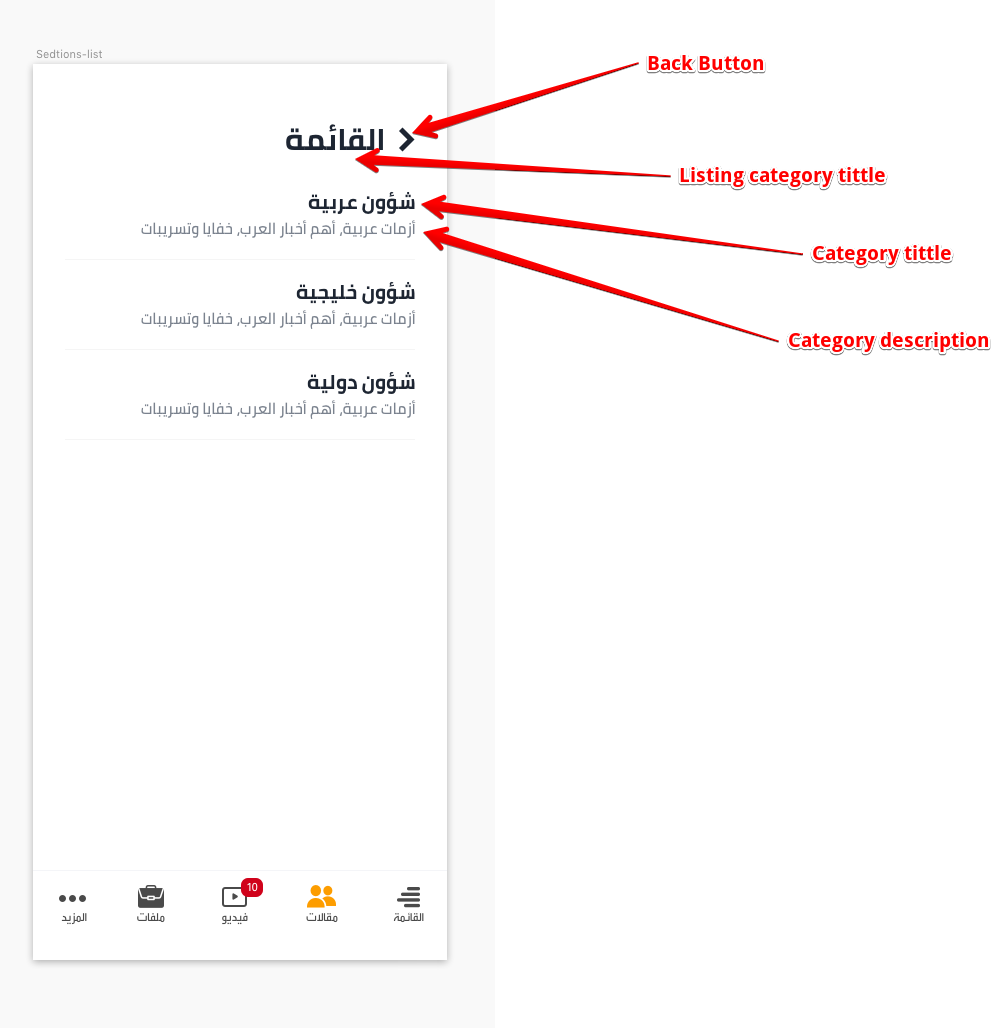 Sedtions-list
Back Button
القائمة
Listing category tittle
شؤون عربية
أزمات عربية, أهم أخبار العرب, خفايا وتسريبات
Category tittle
شؤون خليجية
أزمات عربية, أهم أخبار العرب, خفايا وتسريبات
Category description
شؤون دولية
أزمات عربية, أهم أخبار العرب, خفايا وتسريبات
10
القائمة
مقالات
فيديو
ملفات
المزيد